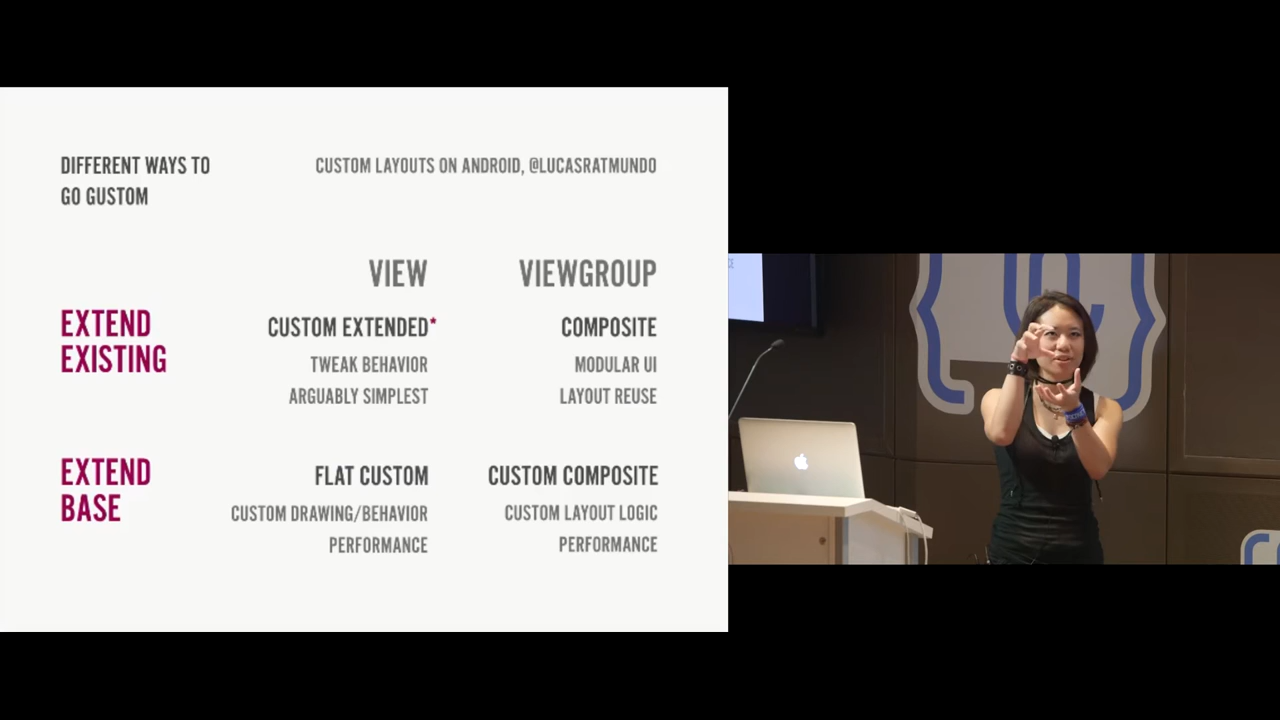 DIFFERENT WAYS TO
GO GUSTOM
CUSTOM LAYOUTS ON ANDROID, @LUCASRATMUNDO
VIEW
VIEWGROUP
EXTEND
EXISTING
CUSTOM EXTENDED*
TWEAK BEHAVIOR
ARGUABLY SIMPLEST
COMPOSITE
MODULAR UI
LAYOUT REUSE
EXTEND
BASE
FLAT CUSTOM
CUSTOM DRAWING/BEHAVIOR
PERFORMANCE
CUSTOM COMPOSITE
CUSTOM LAYOUT LOGIC
PERFORMANCE